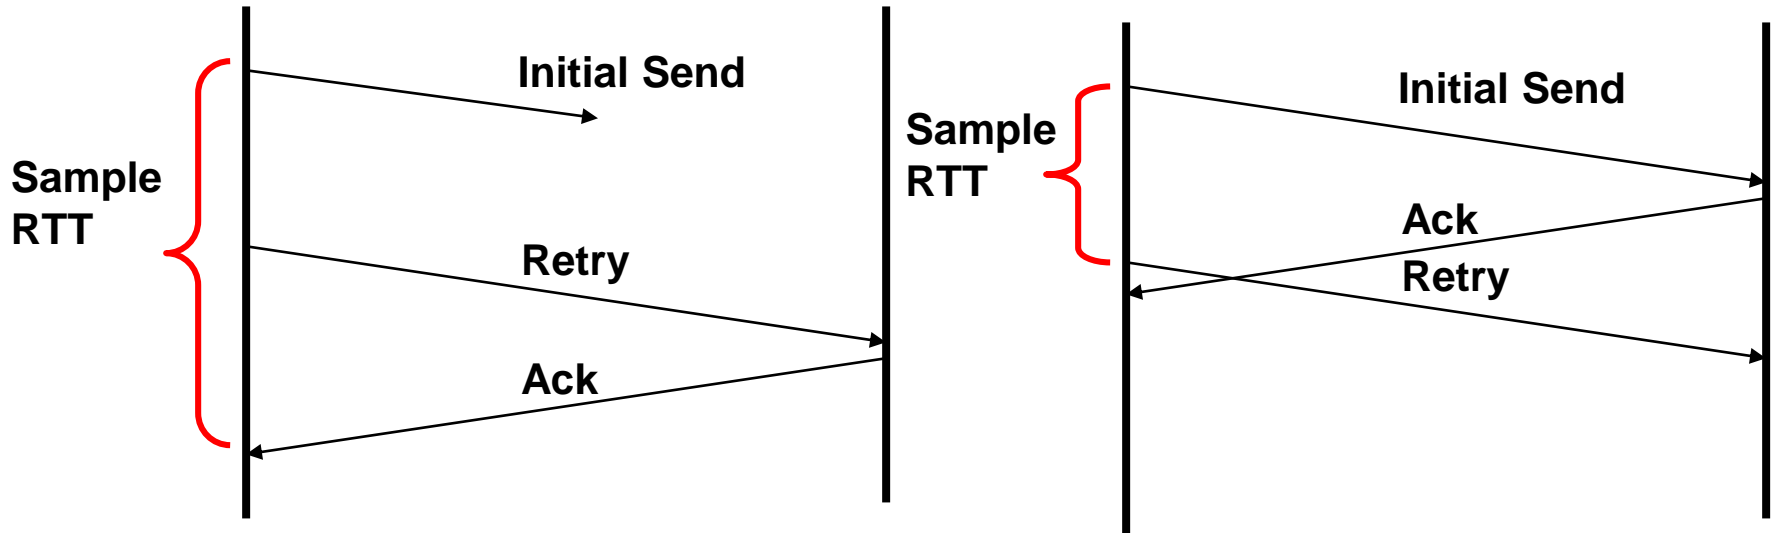 Initial Send
Sample
RTT
Retry
Ack
Initial Send
Sample
RTT
Ack
Retry